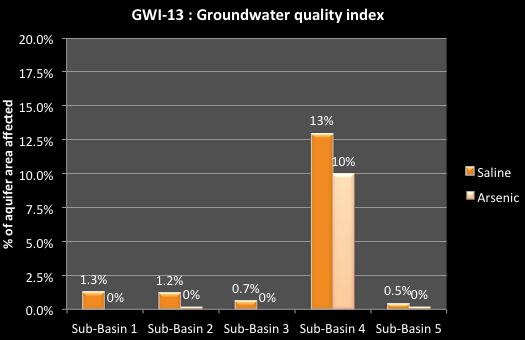 GWI-13 : Groundwater quality index
% of aquifer area affected
20.0%
17.5%
15.0%
12.5%
10.0%
7.5%
5.0%
2.5%
0.0%
1.3%
0%
1.2%
0%
0.7%
0%
13%
10%
0.5%
0%
Sub-Basin 1
Sub-Basin 2
Sub-Basin 3
Sub-Basin 4
Sub-Basin 5
Saline
Arsenic